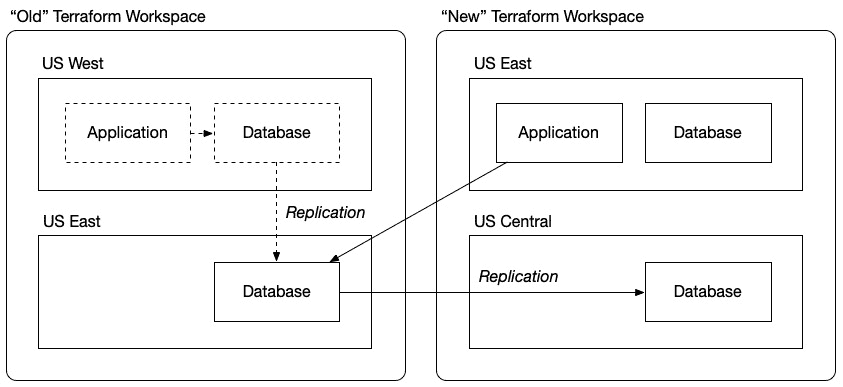 “Old” Terraform Workspace
US West
Application
Database
Replication
US East
Database
“New” Terraform Workspace
US East
Application
Database
US Central
Replication
Database